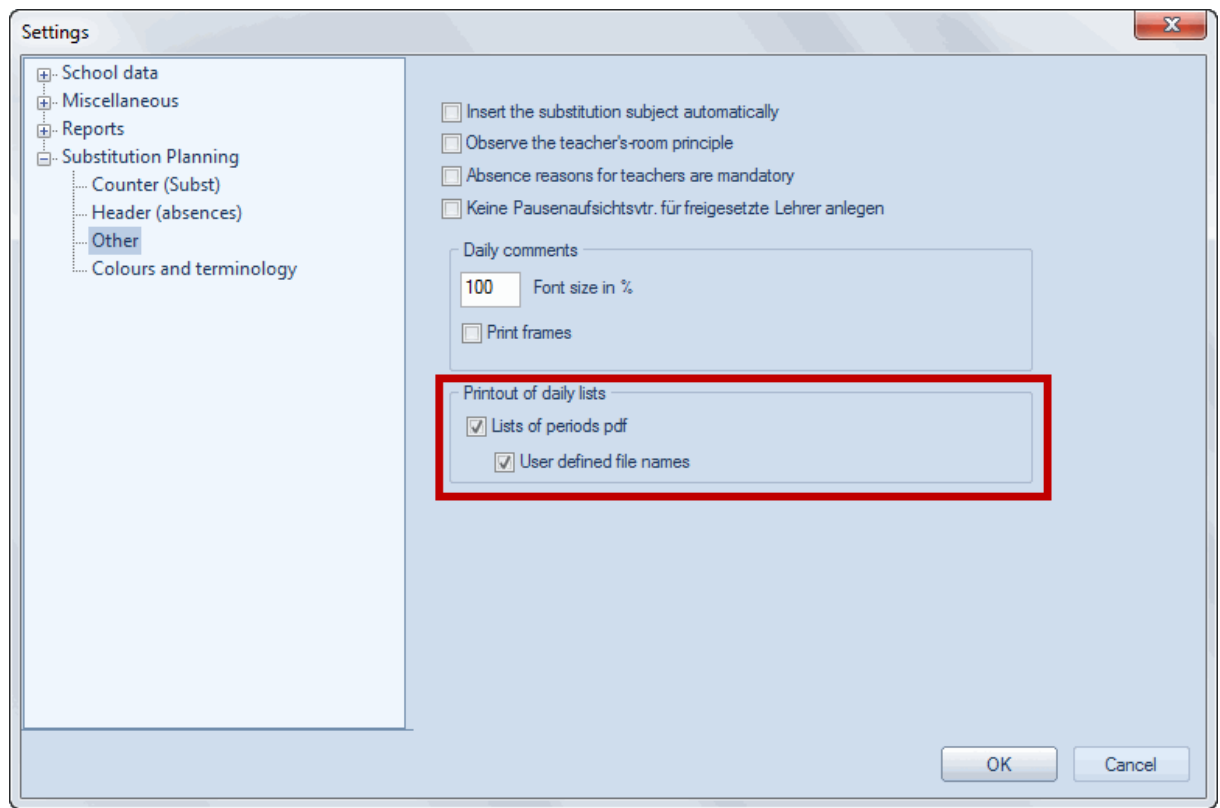 Settings
School data
Miscellaneous
Reports
Substitution Planning
Counter (Subst)
Header (absences)
Other
Colours and terminology
Insert the substitution subject automatically
Observe the teacher's-room principle
Absence reasons for teachers are mandatory
Keine Pausenaufsichtsvtr. für freigesetzte Lehrer anlegen
Daily comments
100 Font size in %
Print frames
Printout of daily lists
Lists of periods pdf
User defined file names
OK Cancel